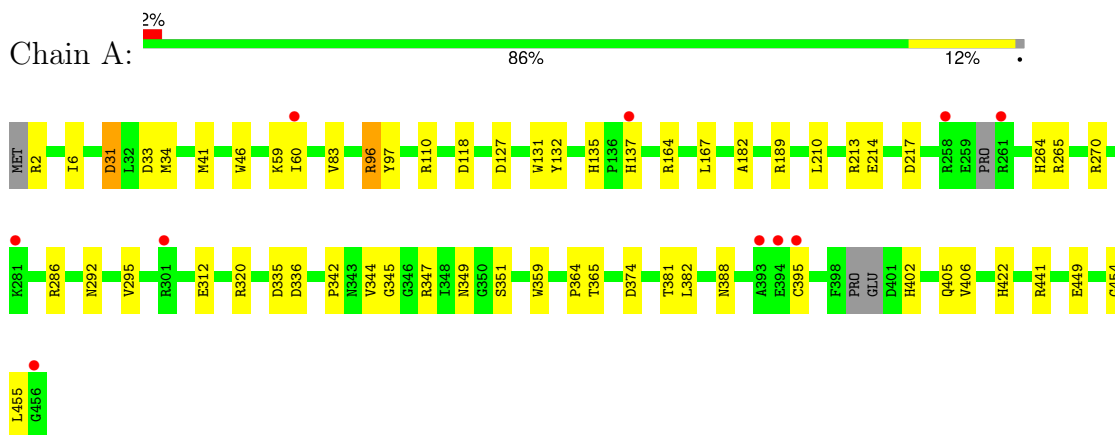 2%
Chain A:
86% 12% •
MET R2 I6 D31 L32 D33 M34 M41 W46 K59 I60 V83 R96 Y97 R110 D118 D127 W131 Y132 H135 P136 H137 R164 L167 A182 R189 L210 R213 E214 D217 R258 E259 PRO R261 H264 R265 R270
K281 R286 N292 V295 R301 E312 R320 D335 D336 P342 N343 V344 G345 G346 R347 I348 N349 G350 S351 W359 P364 T365 D374 T381 L382 N388 A393 E394 C395 F398 PRO GLU D401 H402 Q405 V406 H422 R441 E449
L455 G456